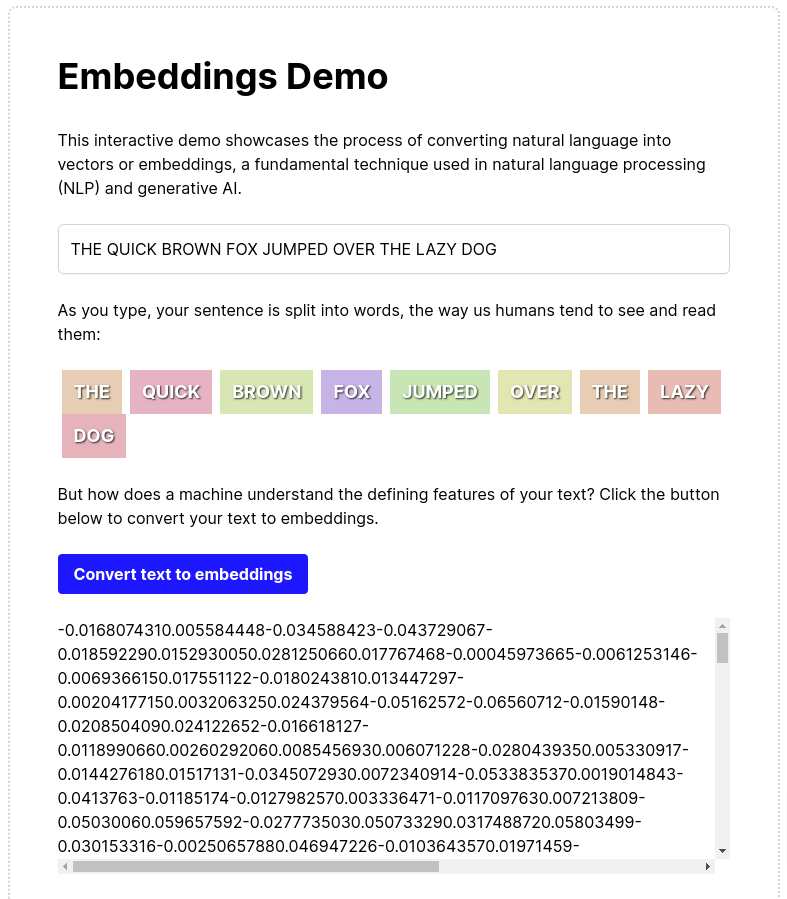 Embeddings Demo
This interactive demo showcases the process of converting natural language into
vectors or embeddings, a fundamental technique used in natural language processing
(NLP) and generative AI.
THE QUICK BROWN FOX JUMPED OVER THE LAZY DOG
As you type, your sentence is split into words, the way us humans tend to see and read
them:
THE QUICK BROWN FOX JUMPED OVER THE LAZY
DOG
But how does a machine understand the defining features of your text? Click the button
below to convert your text to embeddings.
Convert text to embeddings
-0.0168074310.005584448-0.034588423-0.043729067-
0.018592290.0152930050.0281250660.017767468-0.00045973665-0.0061253146-
0.0069366150.017551122-0.0180243810.013447297-
0.00204177150.0032063250.024379564-0.05162572-0.06560712-0.01590148-
0.0208504090.024122652-0.016618127-
0.0118990660.00260292060.0085456930.006071228-0.0280439350.005330917-
0.0144276180.01517131-0.0345072930.0072340914-0.0533835370.0019014843-
0.0413763-0.01185174-0.0127982570.003336471-0.0117097630.007213809-
0.05030060.059657592-0.0277735030.050733290.0317488720.05803499-
0.030153316-0.00250657880.046947226-0.0103643570.01971459-